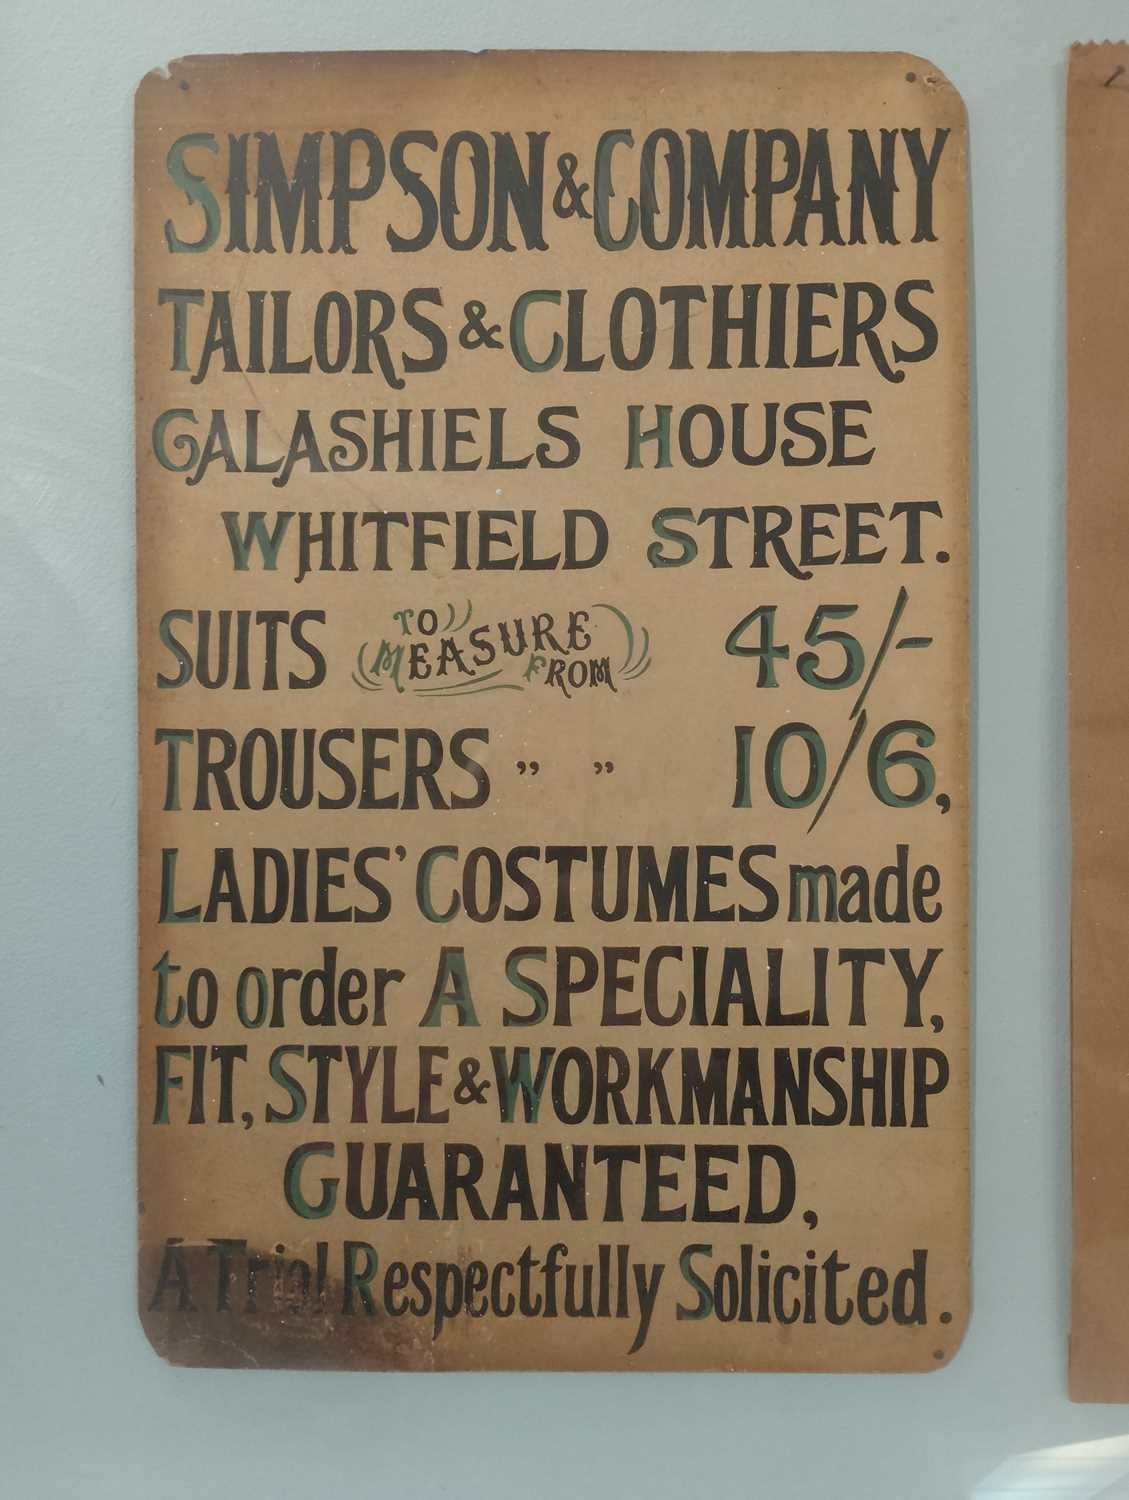 SIMPSON & COMPANY
TAILORS & CLOTHIERS
GALASHIELS HOUSE
WHITFIELD STREET.
SUITS TO MEASURE FROM 45/-
TROUSERS „ „ 10/6,
LADIES' COSTUMES made
to order A SPECIALITY,
FIT, STYLE & WORKMANSHIP
GUARANTEED,
A Trial Respectfully Solicited.